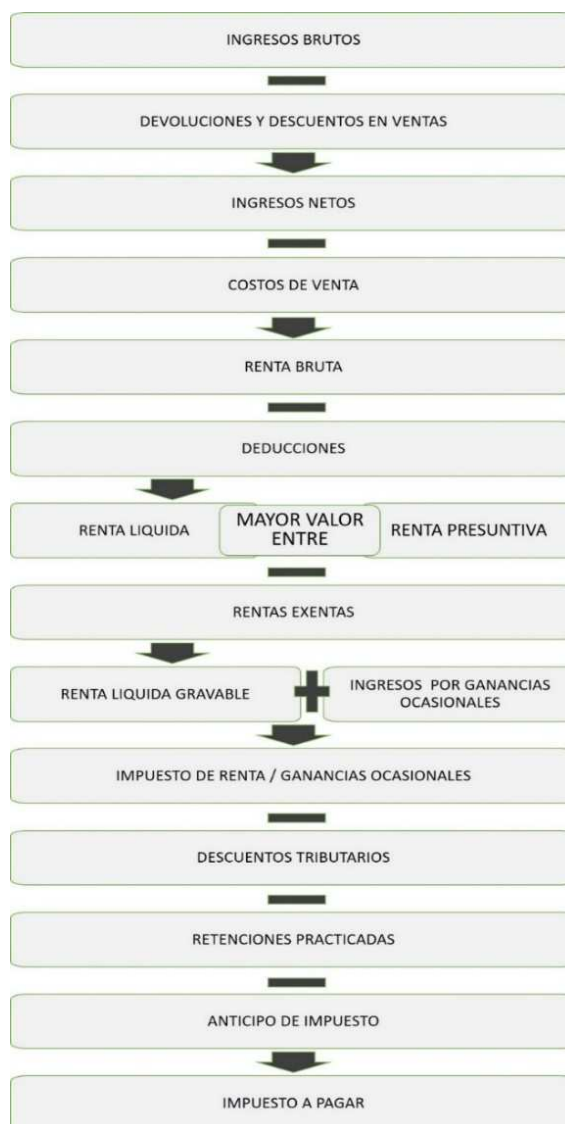 INGRESOS BRUTOS
DEVOLUCIONES Y DESCUENTOS EN VENTAS
INGRESOS NETOS
COSTOS DE VENTA
RENTA BRUTA
DEDUCCIONES
RENTA LIQUIDA
MAYOR VALOR
ENTRE
RENTA PRESUNTIVA
RENTAS EXENTAS
RENTA LIQUIDA GRAVABLE
INGRESOS POR GANANCIAS
OCASIONALES
IMPUESTO DE RENTA / GANANCIAS OCASIONALES
DESCUENTOS TRIBUTARIOS
RETENCIONES PRACTICADAS
ANTICIPO DE IMPUESTO
IMPUESTO A PAGAR